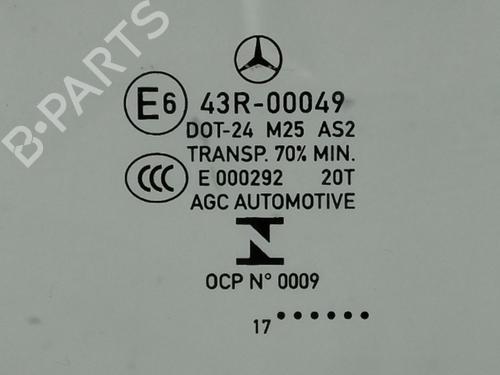 B-PARTS
E6 43R-00049
DOT-24 M25 AS2
TRANSP. 70% MIN.
CCC E 000292 20T
AGC AUTOMOTIVE
N
OCP N° 0009
17 ......